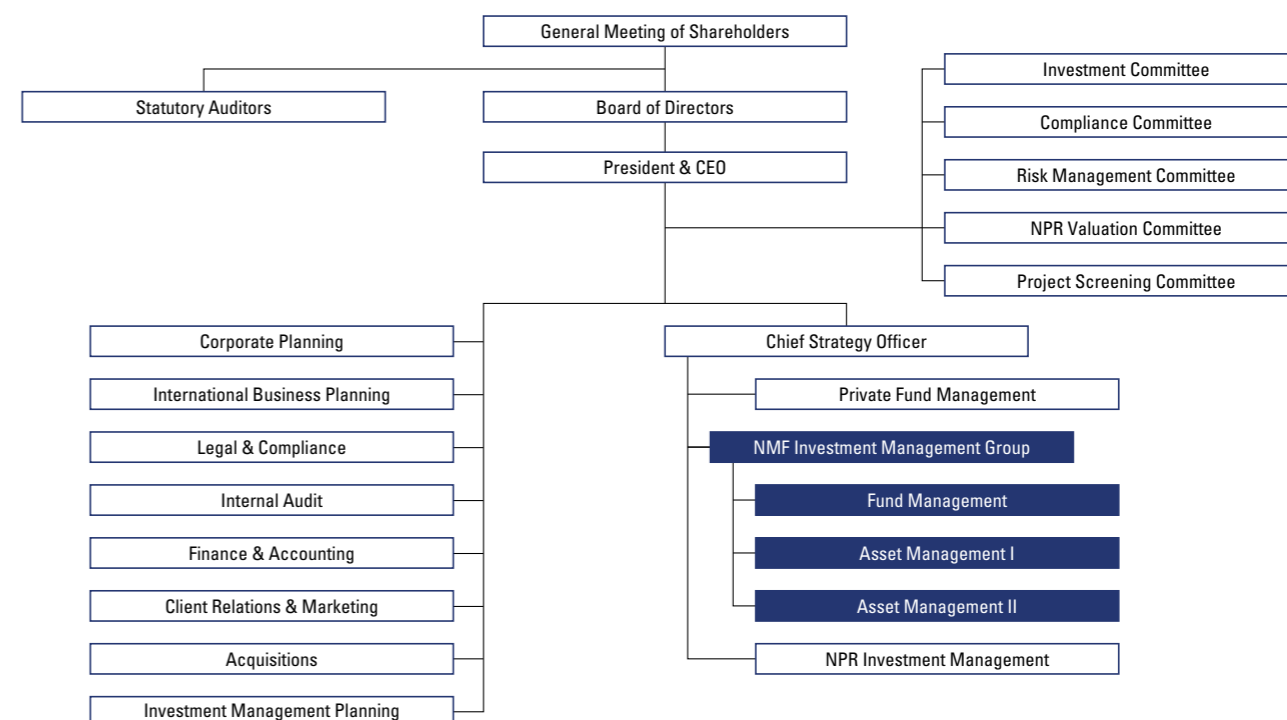 General Meeting of Shareholders
Statutory Auditors
Board of Directors
President & CEO
Investment Committee
Compliance Committee
Risk Management Committee
NPR Valuation Committee
Project Screening Committee
Corporate Planning
International Business Planning
Legal & Compliance
Internal Audit
Finance & Accounting
Client Relations & Marketing
Acquisitions
Investment Management Planning
Chief Strategy Officer
Private Fund Management
NMF Investment Management Group
Fund Management
Asset Management I
Asset Management II
NPR Investment Management